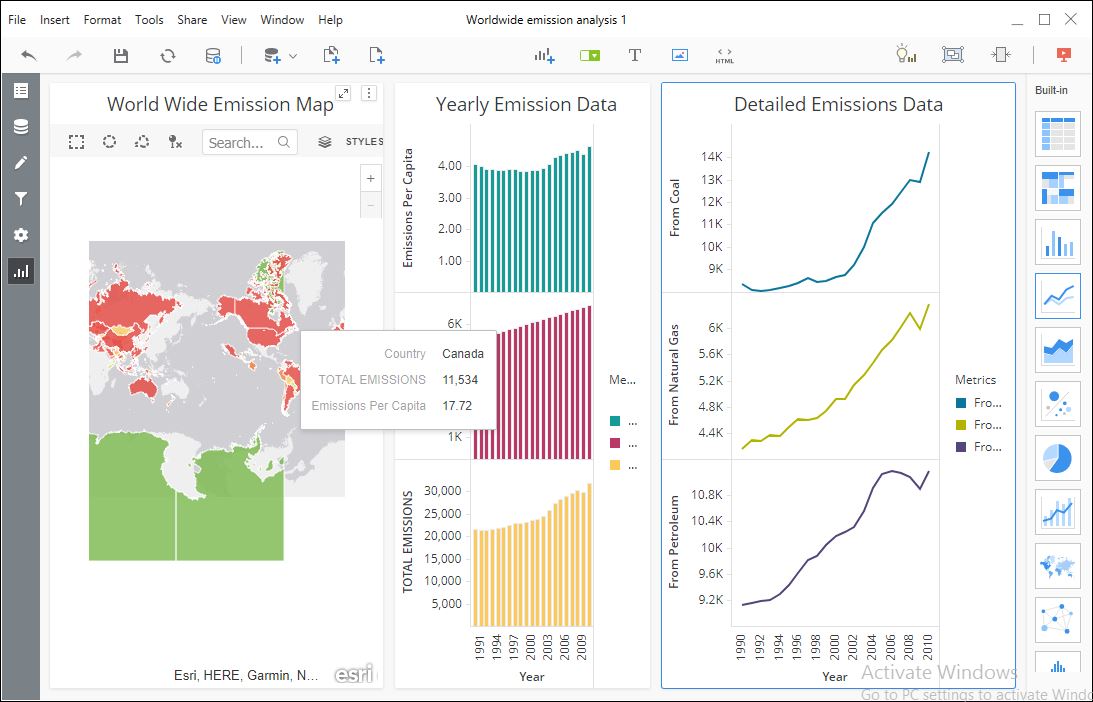 File Insert Format Tools Share View Window Help
Worldwide emission analysis 1
HTML
World Wide Emission Map
Search...
STYLES
+
−
Country Canada
TOTAL EMISSIONS 11,534
Emissions Per Capita 17.72
Esri, HERE, Garmin, N...
esri
Yearly Emission Data
Emissions Per Capita
4.00
3.00
2.00
1.00
6K
1K
TOTAL EMISSIONS
30,000
25,000
20,000
15,000
10,000
5,000
1991 1994 1997 2000 2003 2006 2009
Year
Me...
...
...
...
Detailed Emissions Data
From Coal
14K
13K
12K
11K
10K
9K
From Natural Gas
6K
5.6K
5.2K
4.8K
4.4K
From Petroleum
10.8K
10.4K
10K
9.6K
9.2K
1990 1992 1994 1996 1998 2000 2002 2004 2006 2008 2010
Year
Metrics
Fro...
Fro...
Fro...
Built-in
Activate Windows
Go to PC settings to activate Windo